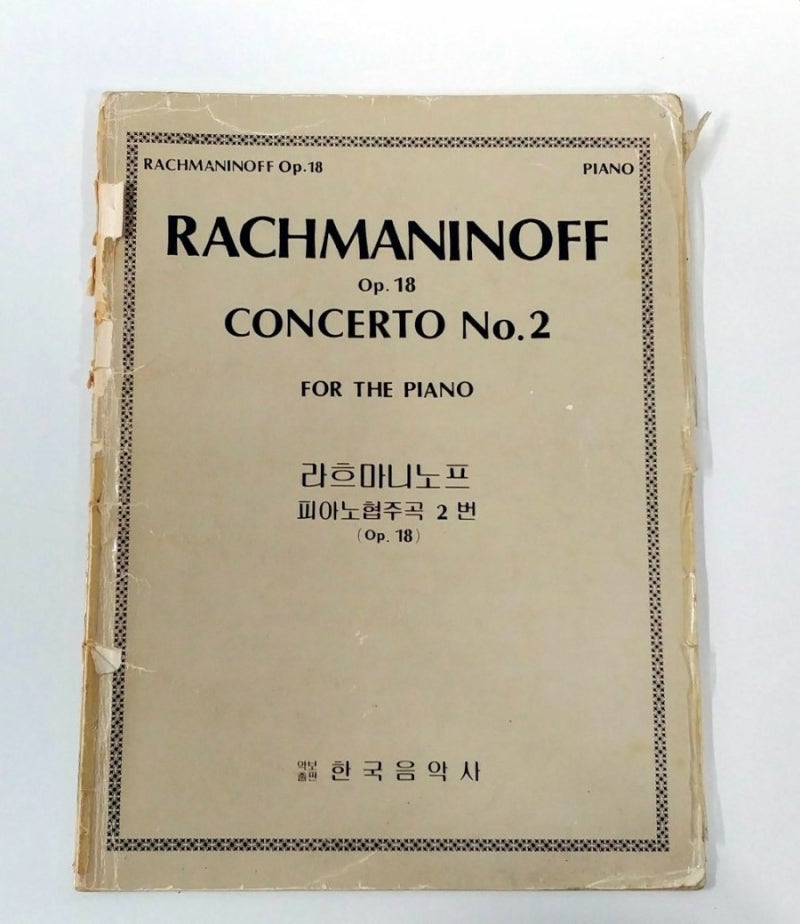 RACHMANINOFF Op.18 PIANO
RACHMANINOFF
Op. 18
CONCERTO No. 2
FOR THE PIANO
라흐마니노프
피아노협주곡 2 번
(Op. 18)
악보
출판 한국음악사